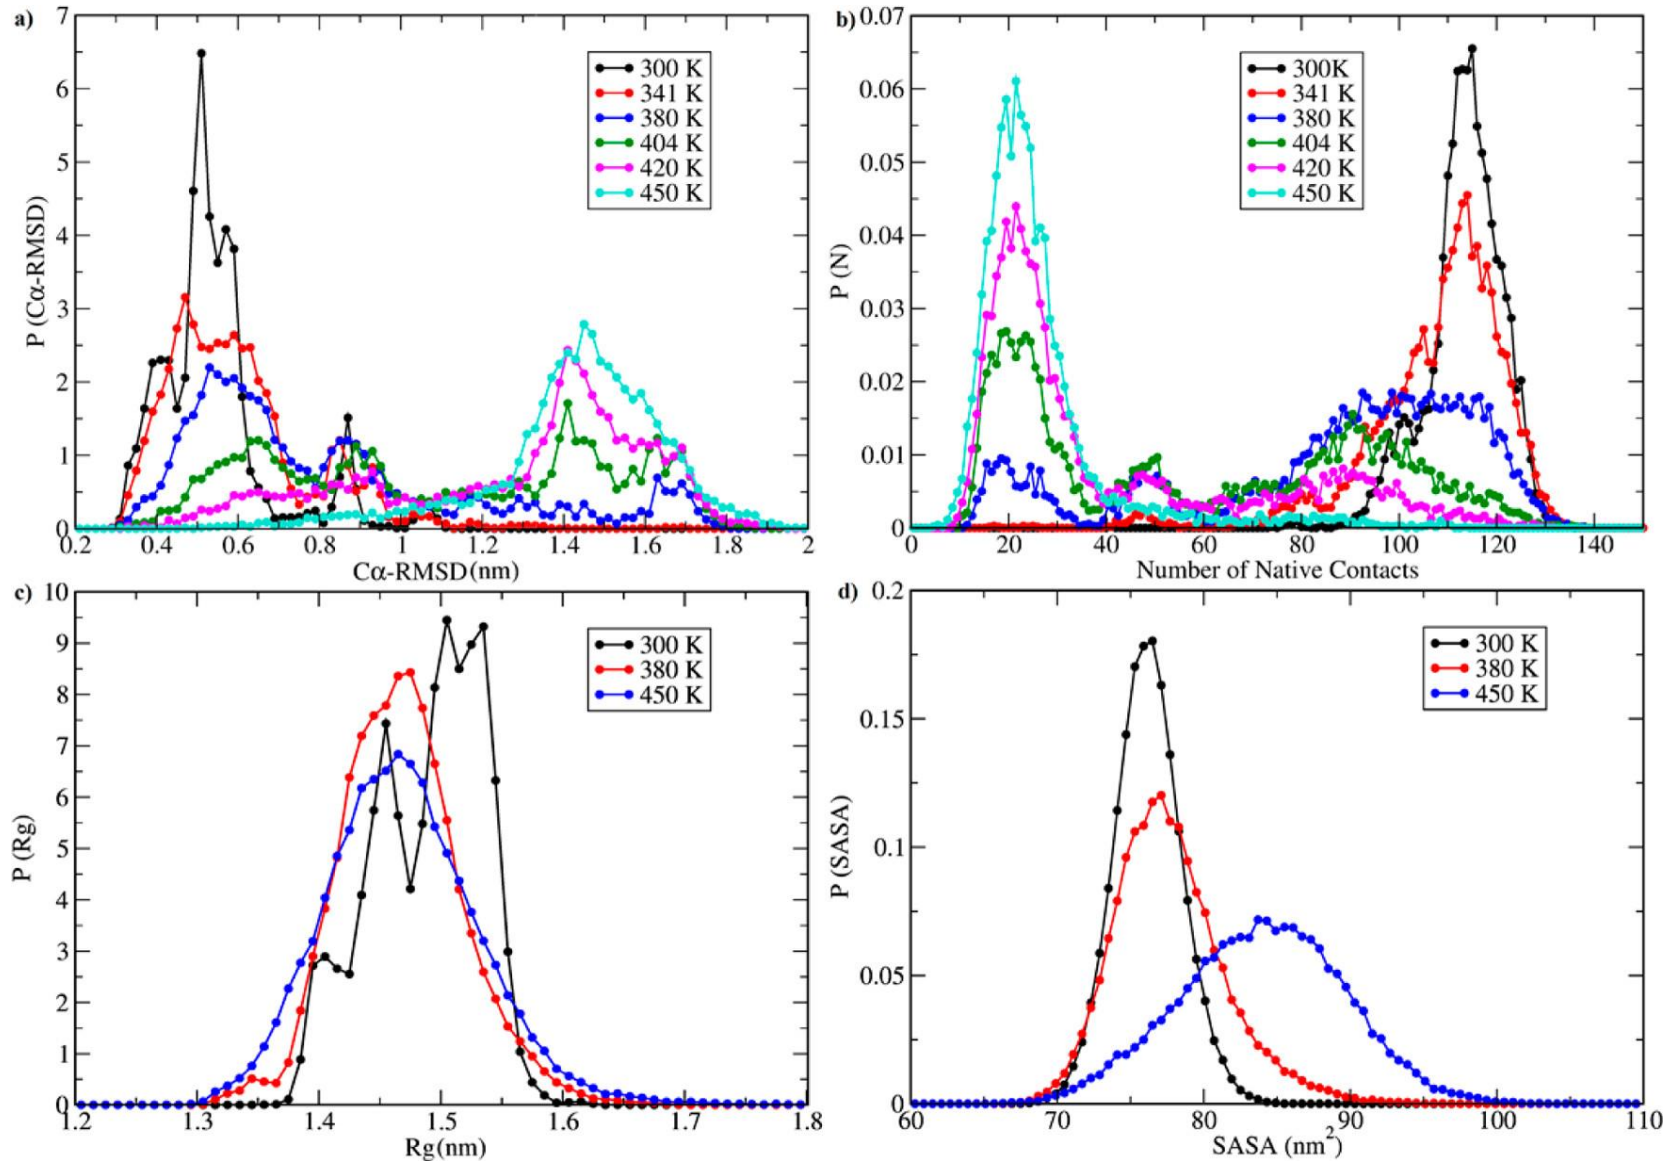 a)
7
6
5
4
3
2
1
0
P (Cα-RMSD)
0.2 0.4 0.6 0.8 1 1.2 1.4 1.6 1.8 2
Cα-RMSD(nm)
300 K
341 K
380 K
404 K
420 K
450 K
b)
0.07
0.06
0.05
0.04
0.03
0.02
0.01
0
P (N)
0 20 40 60 80 100 120 140
Number of Native Contacts
300K
341 K
380 K
404 K
420 K
450 K
c)
10
9
8
7
6
5
4
3
2
1
0
P (Rg)
1.2 1.3 1.4 1.5 1.6 1.7 1.8
Rg(nm)
300 K
380 K
450 K
d)
0.2
0.15
0.1
0.05
0
P (SASA)
60 70 80 90 100 110
SASA (nm²)
300 K
380 K
450 K